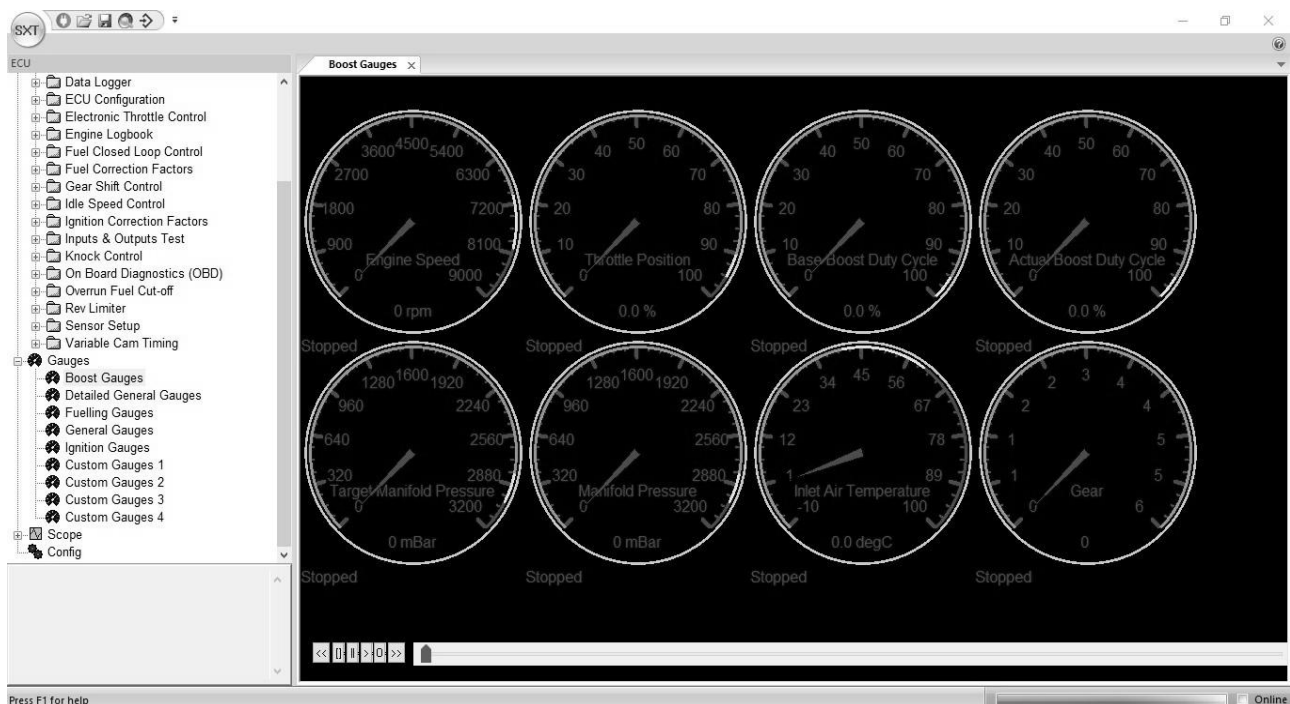 SXT
ECU
Boost Gauges
Data Logger
ECU Configuration
Electronic Throttle Control
Engine Logbook
Fuel Closed Loop Control
Fuel Correction Factors
Gear Shift Control
Idle Speed Control
Ignition Correction Factors
Inputs & Outputs Test
Knock Control
On Board Diagnostics (OBD)
Overrun Fuel Cut-off
Rev Limiter
Sensor Setup
Variable Cam Timing
Gauges
Boost Gauges
Detailed General Gauges
Fuelling Gauges
General Gauges
Ignition Gauges
Custom Gauges 1
Custom Gauges 2
Custom Gauges 3
Custom Gauges 4
Scope
Config
0 900 1800 2700 3600 4500 5400 6300 7200 8100 9000
Engine Speed
0 rpm
Stopped
0 10 20 30 40 50 60 70 80 90 100
Throttle Position
0.0 %
Stopped
0 10 20 30 40 50 60 70 80 90 100
Base Boost Duty Cycle
0.0 %
Stopped
0 10 20 30 40 50 60 70 80 90 100
Actual Boost Duty Cycle
0.0 %
Stopped
0 320 640 960 1280 1600 1920 2240 2560 2880 3200
Target Manifold Pressure
0 mBar
Stopped
0 320 640 960 1280 1600 1920 2240 2560 2880 3200
Manifold Pressure
0 mBar
Stopped
-10 1 12 23 34 45 56 67 78 89 100
Inlet Air Temperature
0.0 degC
Stopped
0 1 1 2 2 3 4 4 5 5 6
Gear
0
Stopped
<< [] || > O >>
Press F1 for help
Online